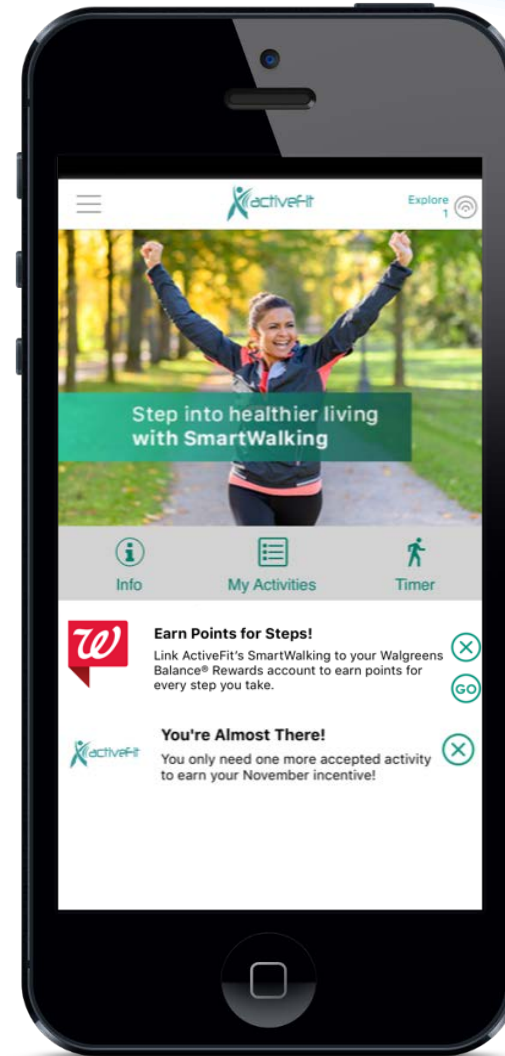 activeFit
Explore
1
Step into healthier living
with SmartWalking
Info
My Activities
Timer
W
Earn Points for Steps!
Link ActiveFit's SmartWalking to your Walgreens
Balance® Rewards account to earn points for
every step you take.
GO
activeFit
You're Almost There!
You only need one more accepted activity
to earn your November incentive!